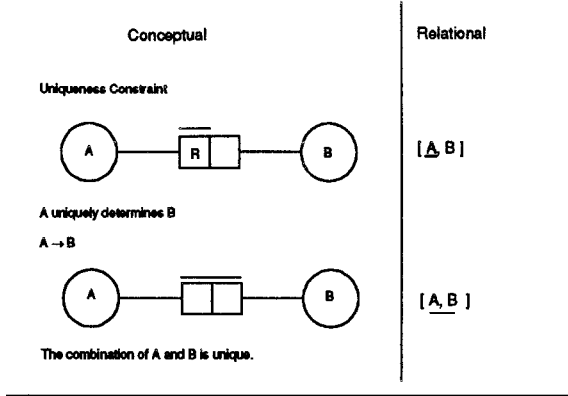 Conceptual
Relational
Uniqueness Constraint
A
R
B
[ A, B ]
A uniquely determines B
A → B
A
B
[ A, B ]
The combination of A and B is unique.